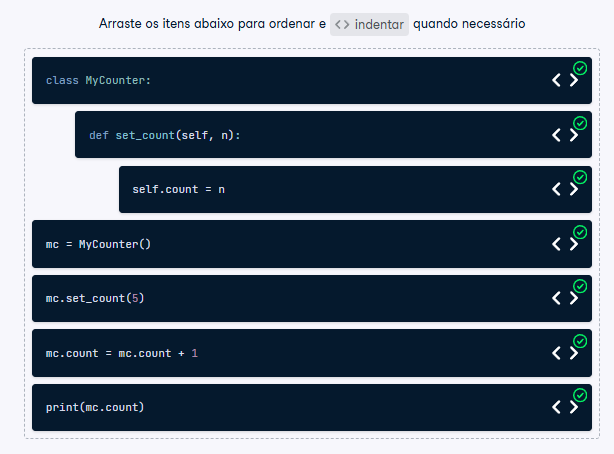 Arraste os itens abaixo para ordenar e <> indentar quando necessário
class MyCounter:
def set_count(self, n):
self.count = n
mc = MyCounter()
mc.set_count(5)
mc.count = mc.count + 1
print(mc.count)